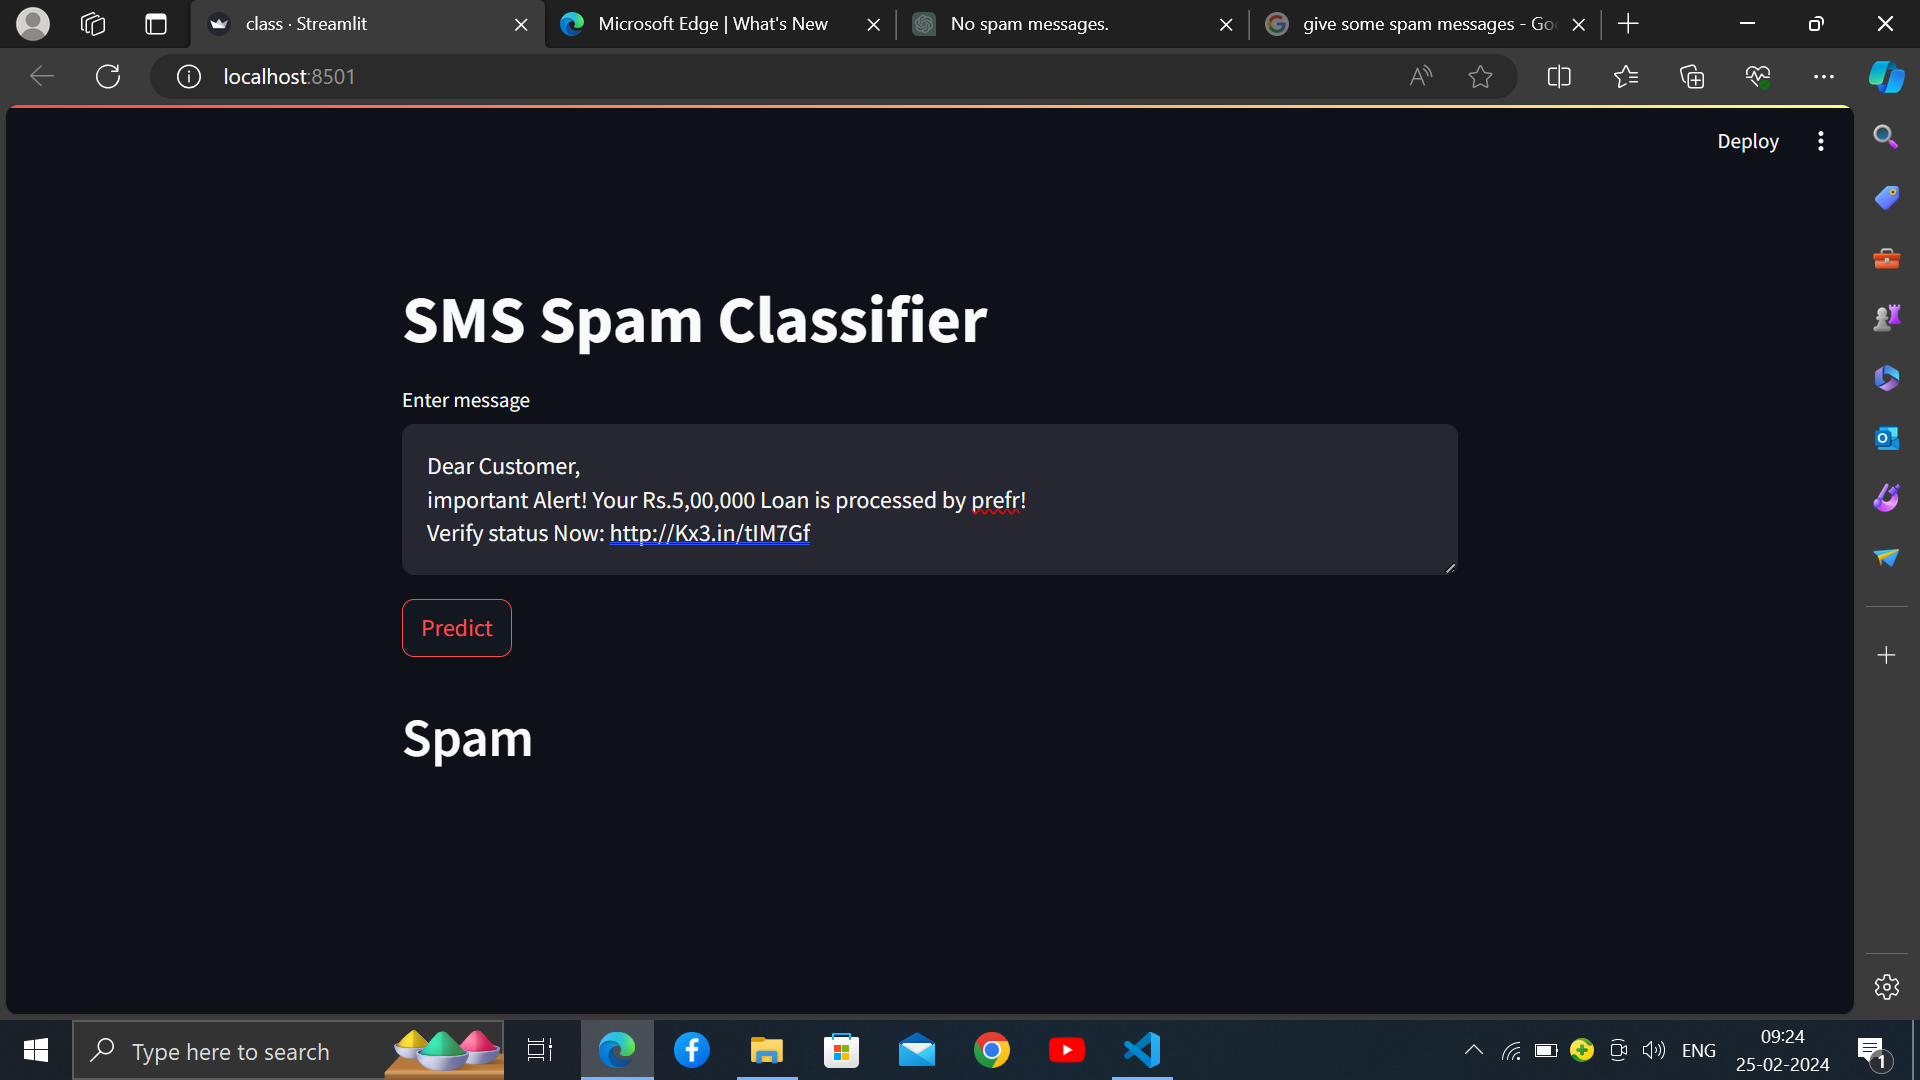 class · Streamlit
Microsoft Edge | What's New
No spam messages.
give some spam messages - Goo
localhost:8501
Deploy
SMS Spam Classifier
Enter message
Dear Customer,
important Alert! Your Rs.5,00,000 Loan is processed by prefr!
Verify status Now: http://Kx3.in/tIM7Gf
Predict
Spam
Type here to search
ENG
09:24
25-02-2024
1